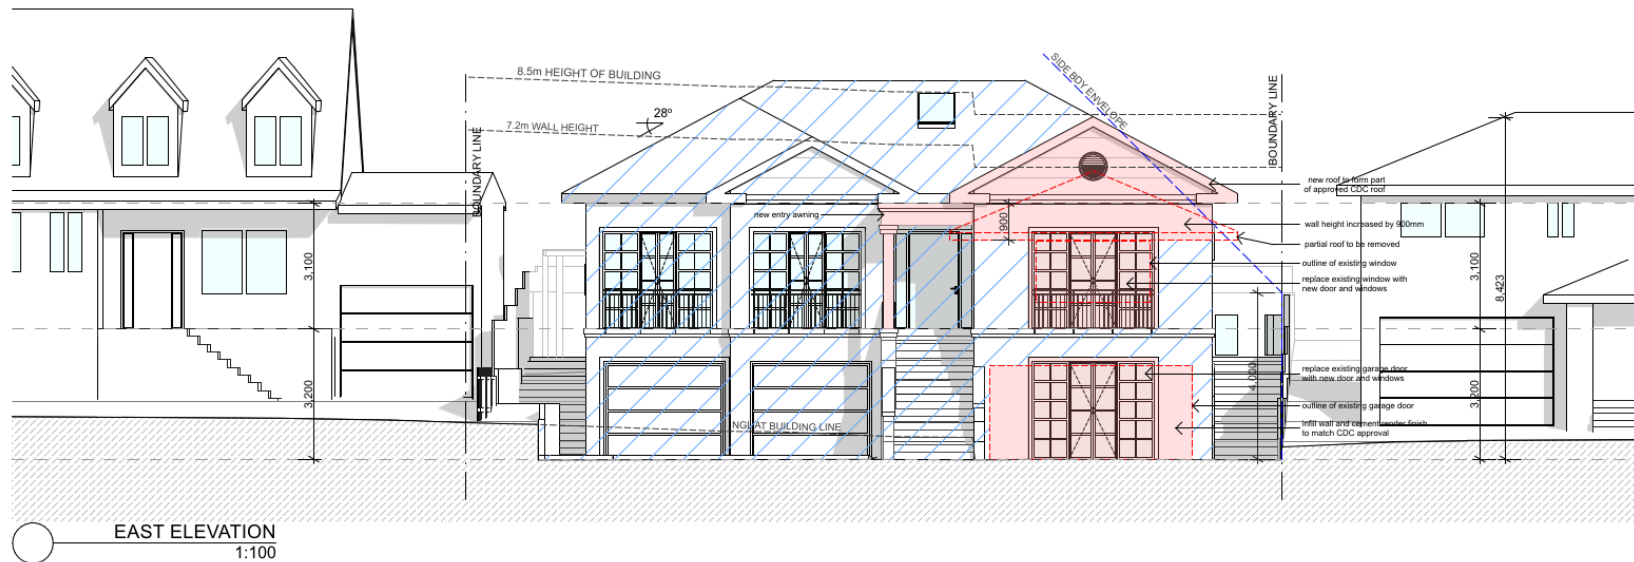 8.5m HEIGHT OF BUILDING
7.2m WALL HEIGHT
28°
SIDE BDY ENVELOPE
BOUNDARY LINE
BOUNDARY LINE
new entry awning
900
new roof to form part
of approved CDC roof
wall height increased by 900mm
partial roof to be removed
outline of existing window
replace existing window with
new door and windows
3,100
3,100
8,423
4,000
replace existing garage door
with new door and windows
3,200
3,200
outline of existing garage door
infill wall and cement render finish
to match CDC approval
NGL AT BUILDING LINE
EAST ELEVATION
1:100